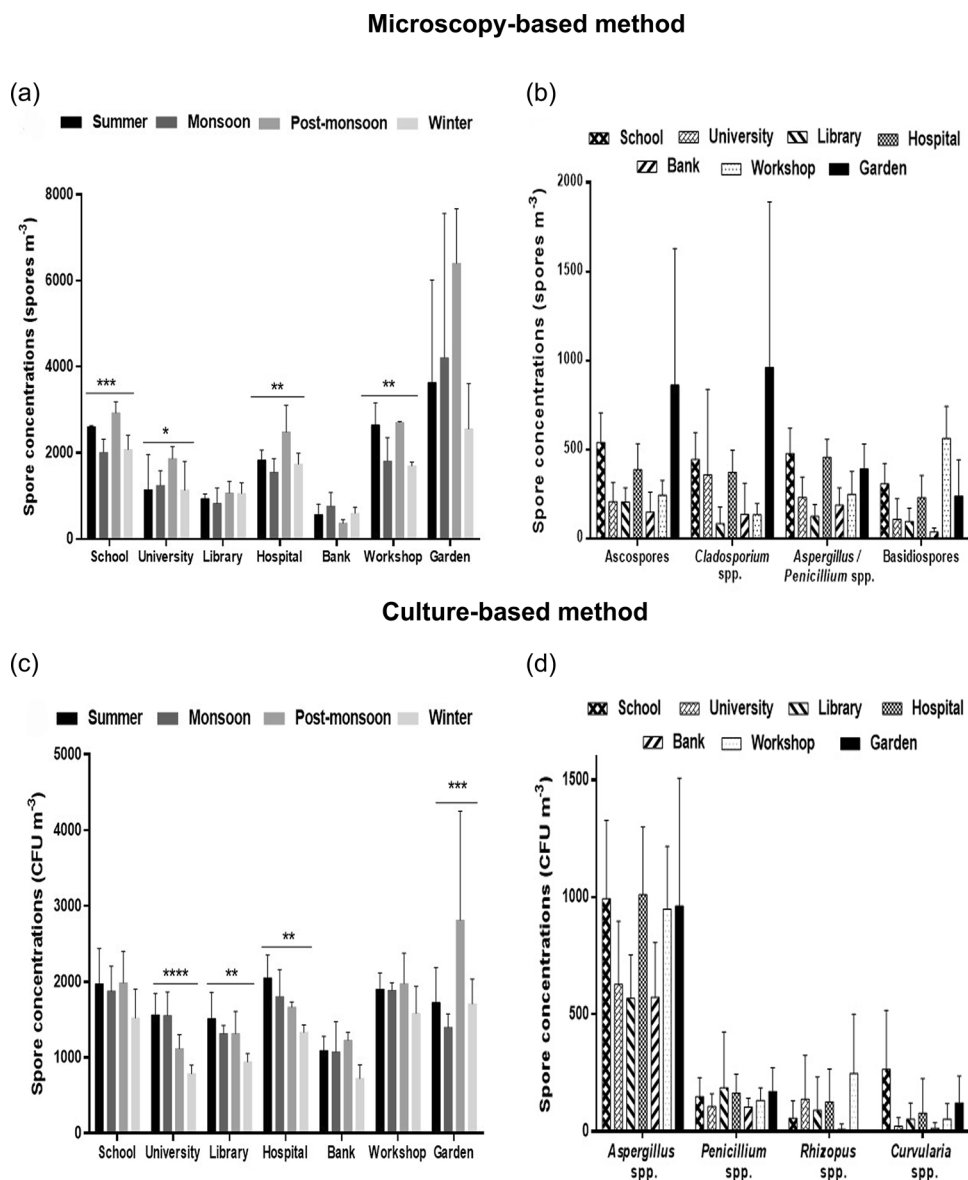 Microscopy-based method
(a)
Summer Monsoon Post-monsoon Winter
Spore concentrations (spores m-3)
8000
6000
4000
2000
0
*** * ** **
School University Library Hospital Bank Workshop Garden
(b)
School University Library Hospital
Bank Workshop Garden
Spore concentrations (spores m-3)
2000
1500
1000
500
0
Ascospores Cladosporium Aspergillus / Basidiospores
spp. Penicillium spp.
Culture-based method
(c)
Summer Monsoon Post-monsoon Winter
Spore concentrations (CFU m-3)
5000
4000
3000
2000
1000
0
**** ** ** ***
School University Library Hospital Bank Workshop Garden
(d)
School University Library Hospital
Bank Workshop Garden
Spore concentrations (CFU m-3)
1500
1000
500
0
Aspergillus Penicillium Rhizopus Curvularia
spp. spp. spp. spp.